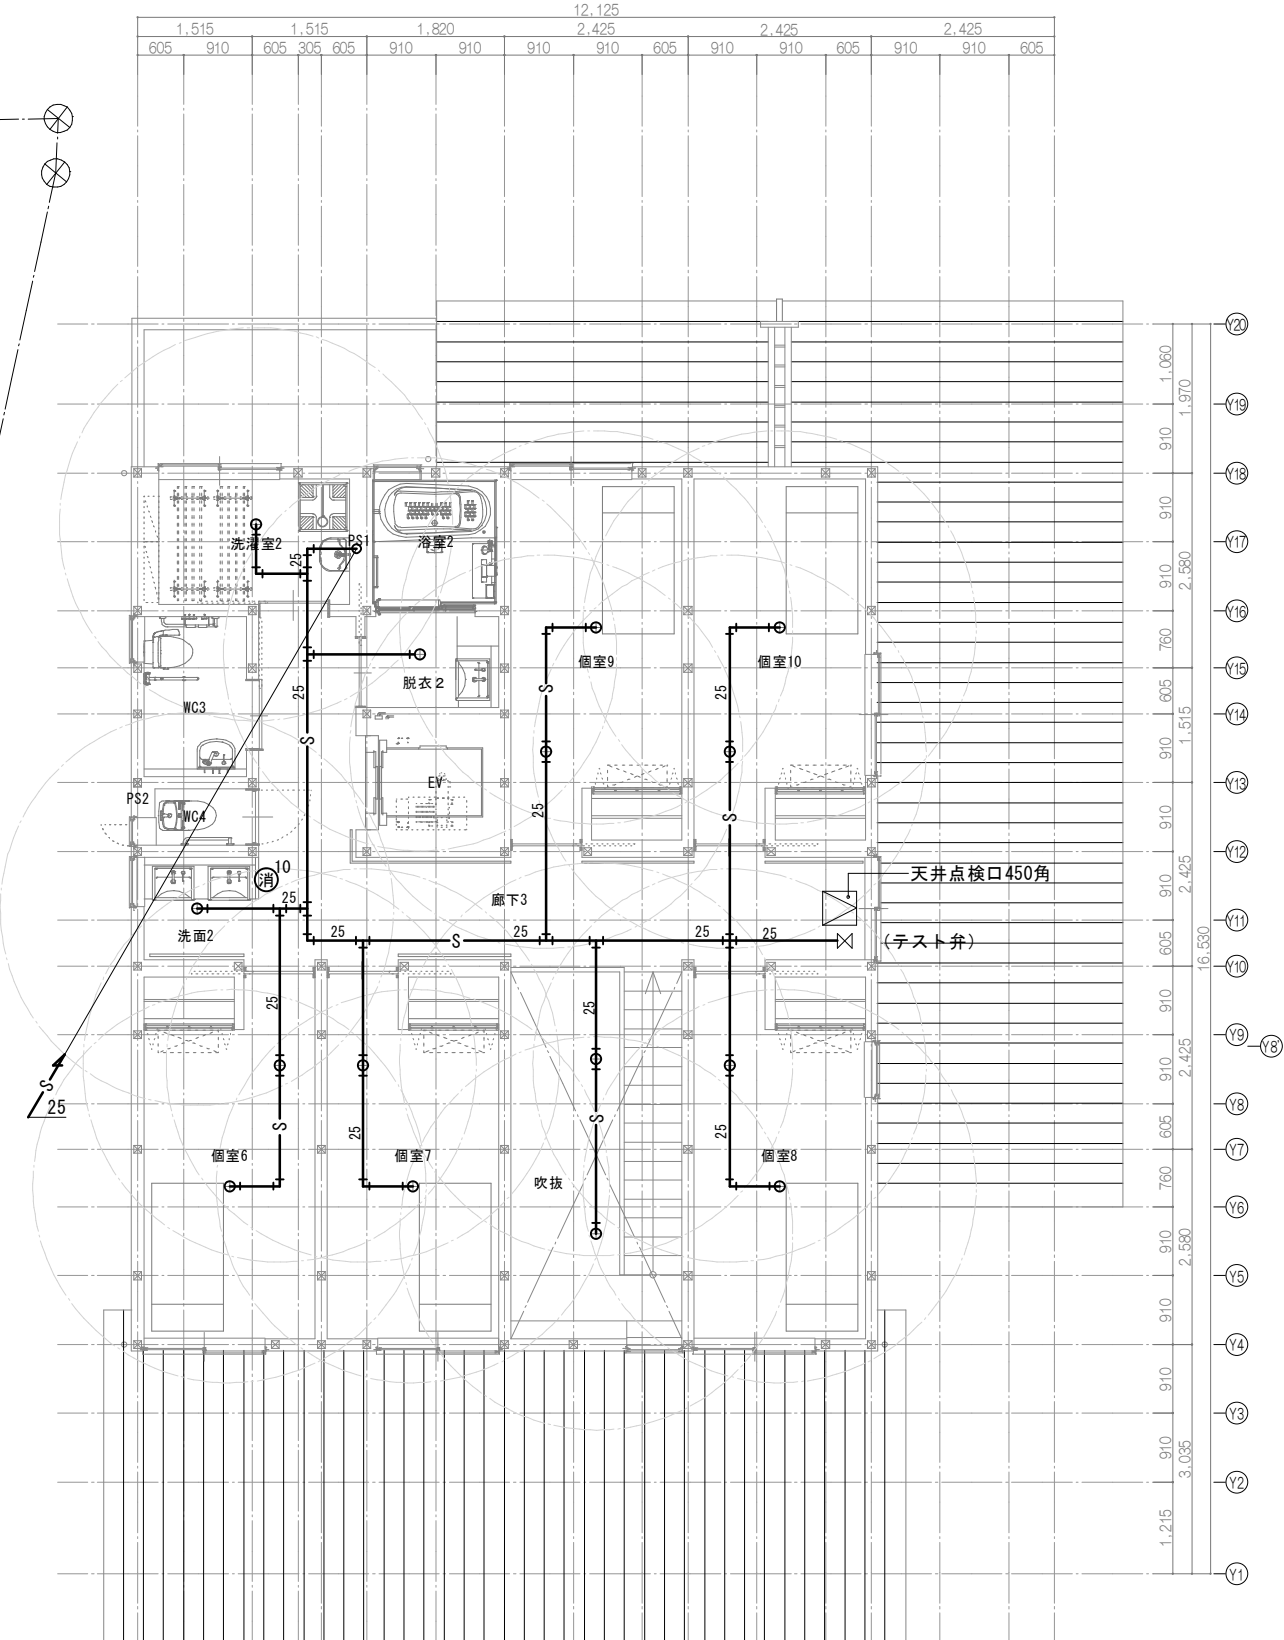 12,125
1,515 1,515 1,820 2,425 2,425 2,425
605 910 605 305 605 910 910 910 910 605 910 910 605 910 910 605
Y20
1,060
1,970
Y19
910
Y18
910
洗濯室2 PS1 浴室2
25
Y17
910
2,580
Y16
760
個室9 個室10
Y15
脱衣2
25 S 25
605
WC3
Y14
1,515
S
910
EV
Y13
PS2
WC4
25 S
910
Y12
10
消
天井点検口450角
25
廊下3
910
2,425
Y11
洗面2
25 S 25 25 25
(テスト弁)
605
16,530
Y10
25 25
910
Y9
Y8
S
25
910
2,425
Y8
S 25 S 25
605
Y7
個室6 個室7 個室8
吹抜
760
Y6
910
2,580
Y5
910
Y4
910
Y3
910
3,035
Y2
1,215
Y1